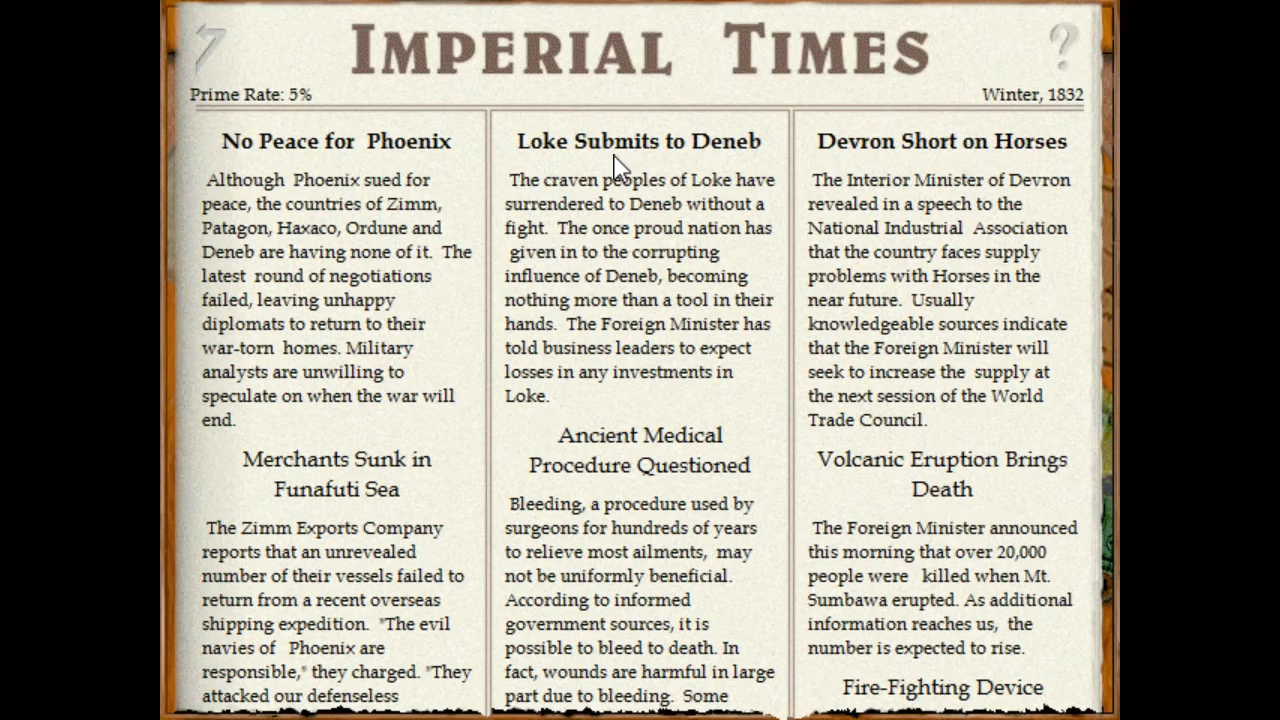 IMPERIAL TIMES
Prime Rate: 5%
Winter, 1832
No Peace for Phoenix
Although Phoenix sued for
peace, the countries of Zimm,
Patagon, Haxaco, Ordune and
Deneb are having none of it. The
latest round of negotiations
failed, leaving unhappy
diplomats to return to their
war-torn homes. Military
analysts are unwilling to
speculate on when the war will
end.
Merchants Sunk in
Funafuti Sea
The Zimm Exports Company
reports that an unrevealed
number of their vessels failed to
return from a recent overseas
shipping expedition. "The evil
navies of Phoenix are
responsible," they charged. "They
attacked our defenseless
Loke Submits to Deneb
The craven peoples of Loke have
surrendered to Deneb without a
fight. The once proud nation has
given in to the corrupting
influence of Deneb, becoming
nothing more than a tool in their
hands. The Foreign Minister has
told business leaders to expect
losses in any investments in
Loke.
Ancient Medical
Procedure Questioned
Bleeding, a procedure used by
surgeons for hundreds of years
to relieve most ailments, may
not be uniformly beneficial.
According to informed
government sources, it is
possible to bleed to death. In
fact, wounds are harmful in large
part due to bleeding. Some
Devron Short on Horses
The Interior Minister of Devron
revealed in a speech to the
National Industrial Association
that the country faces supply
problems with Horses in the
near future. Usually
knowledgeable sources indicate
that the Foreign Minister will
seek to increase the supply at
the next session of the World
Trade Council.
Volcanic Eruption Brings
Death
The Foreign Minister announced
this morning that over 20,000
people were killed when Mt.
Sumbawa erupted. As additional
information reaches us, the
number is expected to rise.
Fire-Fighting Device